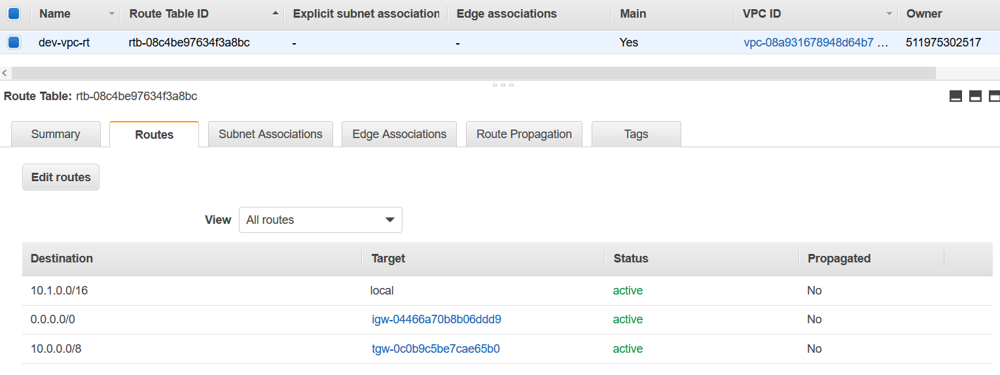 Name Route Table ID Explicit subnet association Edge associations Main VPC ID Owner
dev-vpc-rt rtb-08c4be97634f3a8bc - - Yes vpc-08a931678948d64b7 ... 511975302517
Route Table: rtb-08c4be97634f3a8bc
Summary Routes Subnet Associations Edge Associations Route Propagation Tags
Edit routes
View All routes
Destination Target Status Propagated
10.1.0.0/16 local active No
0.0.0.0/0 igw-04466a70b8b06ddd9 active No
10.0.0.0/8 tgw-0c0b9c5be7cae65b0 active No